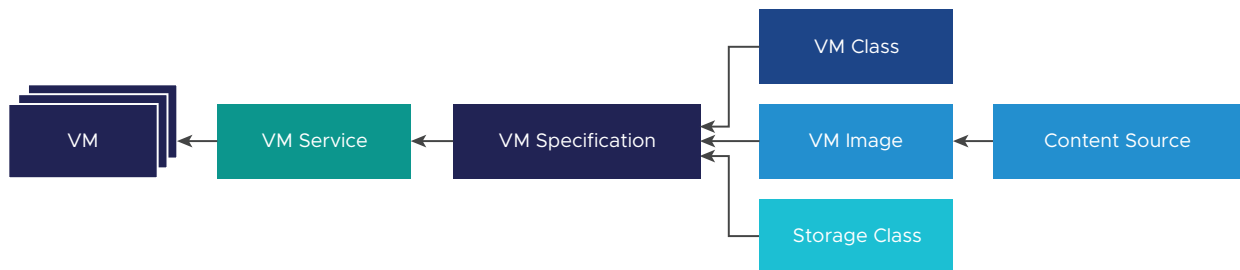 VM Class
VM
VM Service
VM Specification
VM Image
Content Source
Storage Class